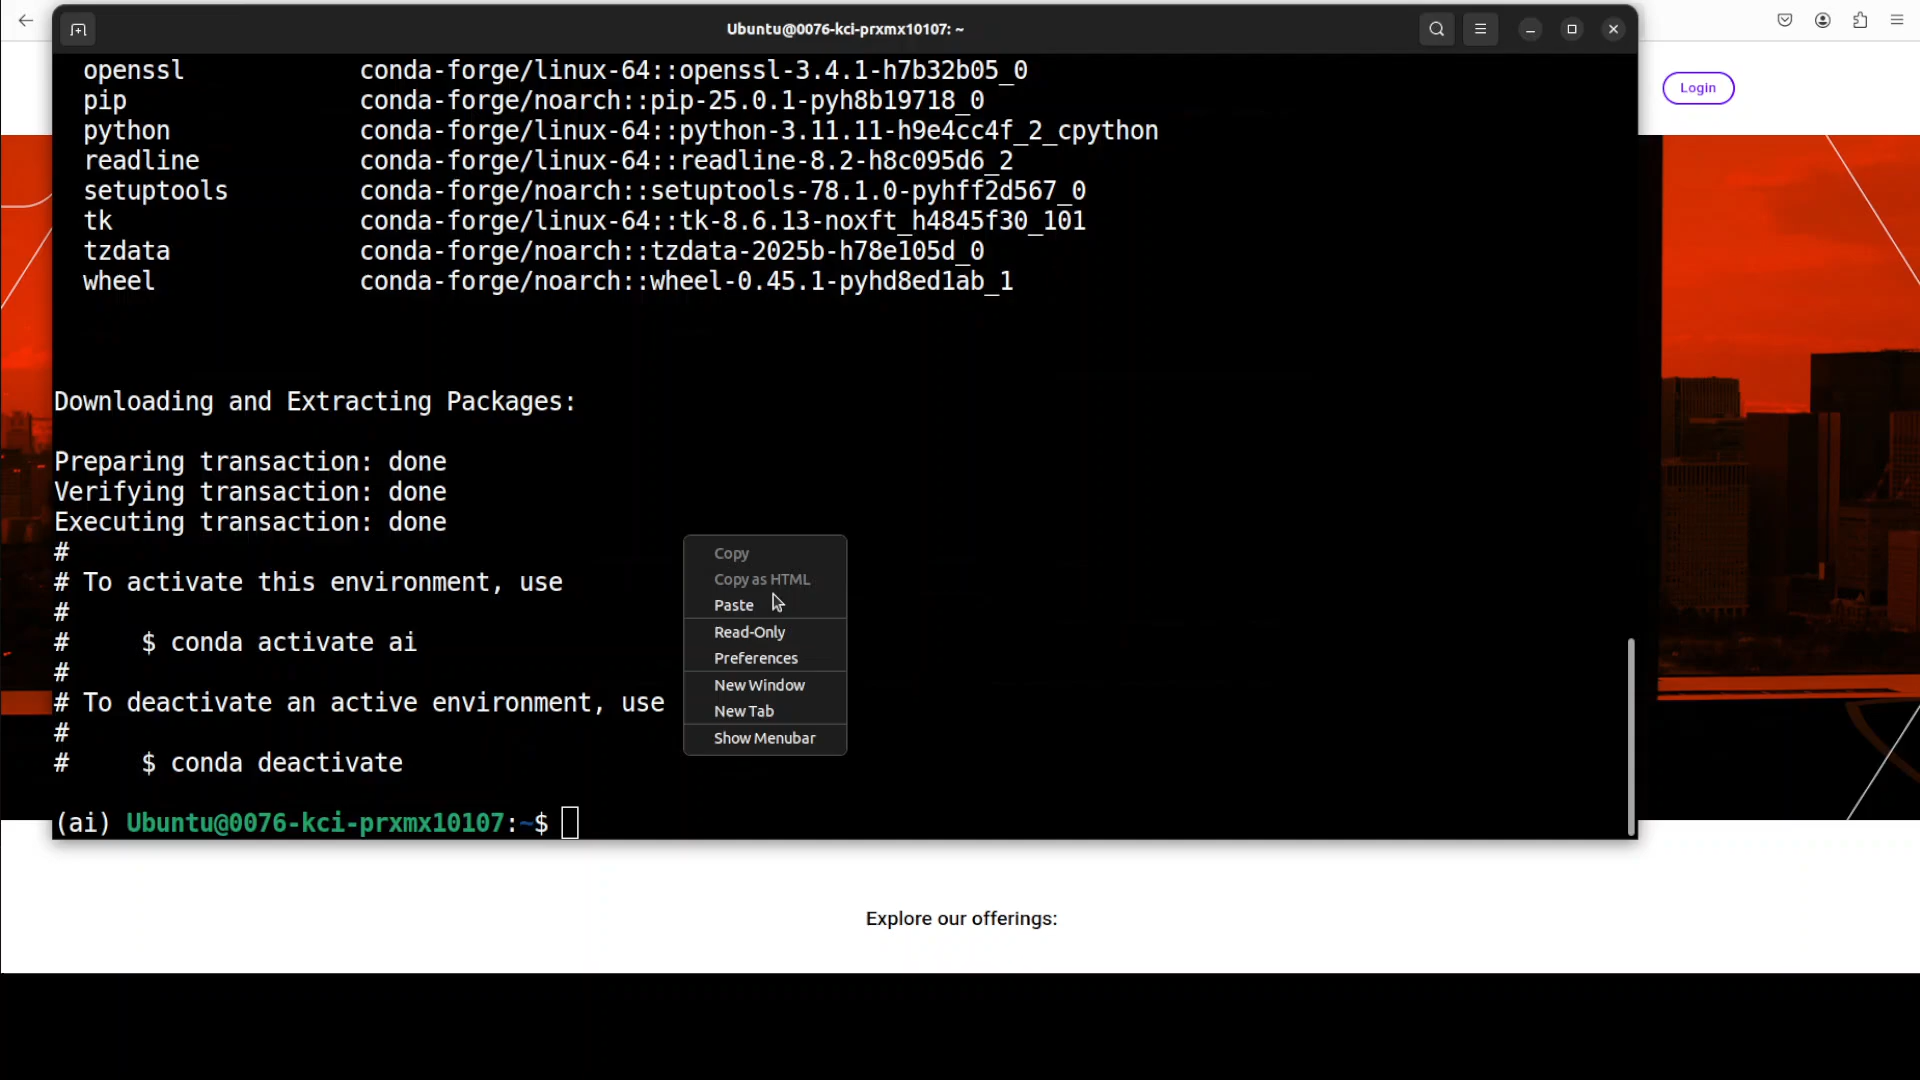 Ubuntu@0076-kci-prxmx10107: ~
Login
openssl conda-forge/linux-64::openssl-3.4.1-h7b32b05_0
pip conda-forge/noarch::pip-25.0.1-pyh8b19718_0
python conda-forge/linux-64::python-3.11.11-h9e4cc4f_2_cpython
readline conda-forge/linux-64::readline-8.2-h8c095d6_2
setuptools conda-forge/noarch::setuptools-78.1.0-pyhff2d567_0
tk conda-forge/linux-64::tk-8.6.13-noxft_h4845f30_101
tzdata conda-forge/noarch::tzdata-2025b-h78e105d_0
wheel conda-forge/noarch::wheel-0.45.1-pyhd8ed1ab_1
Downloading and Extracting Packages:
Preparing transaction: done
Verifying transaction: done
Executing transaction: done
#
# To activate this environment, use
#
# $ conda activate ai
#
# To deactivate an active environment, use
#
# $ conda deactivate
(ai) Ubuntu@0076-kci-prxmx10107:~$
Copy
Copy as HTML
Paste
Read-Only
Preferences
New Window
New Tab
Show Menubar
Explore our offerings: